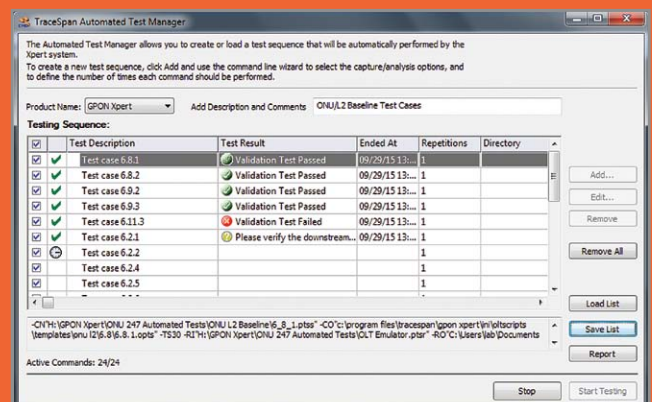 TraceSpan Automated Test Manager
The Automated Test Manager allows you to create or load a test sequence that will be automatically performed by the
Xpert system.
To create a new test sequence, click Add and use the command line wizard to select the capture/analysis options, and
to define the number of times each command should be performed.
Product Name: GPON Xpert Add Description and Comments ONU/L2 Baseline Test Cases
Testing Sequence:
Test Description Test Result Ended At Repetitions Directory
Test case 6.8.1 Validation Test Passed 09/29/15 13:... 1
Test case 6.8.2 Validation Test Passed 09/29/15 13:... 1
Test case 6.9.2 Validation Test Passed 09/29/15 13:... 1
Test case 6.9.3 Validation Test Passed 09/29/15 13:... 1
Test case 6.11.3 Validation Test Failed 09/29/15 13:... 1
Test case 6.2.1 Please verify the downstream... 09/29/15 13:... 1
Test case 6.2.2 1
Test case 6.2.4 1
Test case 6.2.5 1
Add...
Edit...
Remove
Remove All
Load List
Save List
Report
-CN"H:\GPON Xpert\ONU 247 Automated Tests\ONU L2 Baseline\6_8_1.ptss" -CO"c:\program files\tracespan\gpon xpert\ini\oltscripts
\templates\onu l2\6.8\6.8.1.opts" -TS30 -RI"H:\GPON Xpert\ONU 247 Automated Tests\OLT Emulator.ptsr" -RO"C:\Users\lab\Documents
Active Commands: 24/24
Stop Start Testing